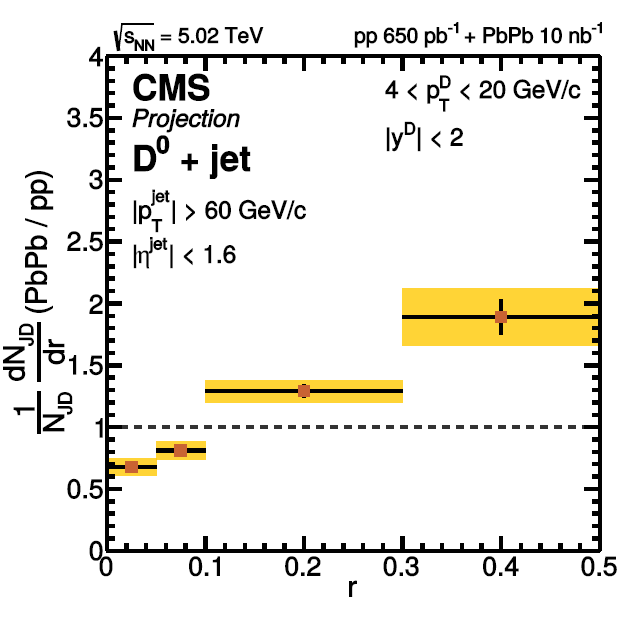 √s_NN = 5.02 TeV
pp 650 pb⁻¹ + PbPb 10 nb⁻¹
CMS
Projection
D⁰ + jet
|p_T^jet| > 60 GeV/c
|η^jet| < 1.6
4 < p_T^D < 20 GeV/c
|y^D| < 2
1/N_JD dN_JD/dr (PbPb / pp)
4
3.5
3
2.5
2
1.5
1
0.5
0
0 0.1 0.2 0.3 0.4 0.5
r